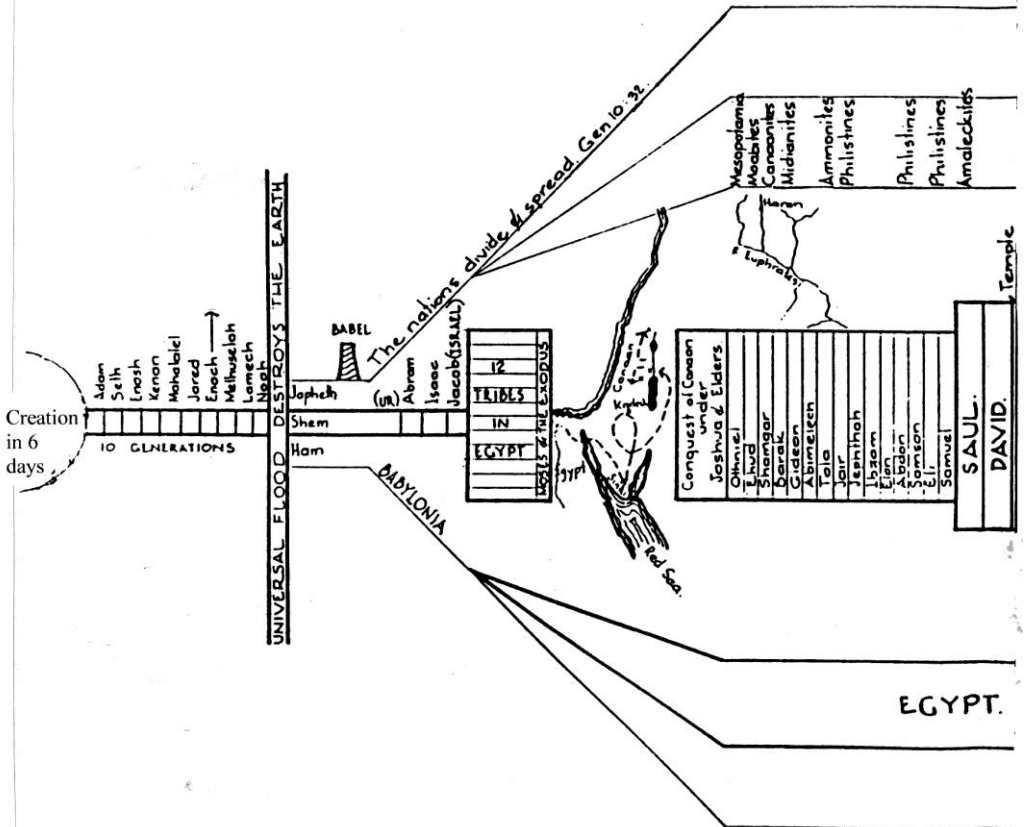 Creation
in 6
days
Adam
Seth
Enosh
Kenan
Mahalalel
Jared
Enoch
Methuselah
Lamech
Noah
10 GENERATIONS
UNIVERSAL FLOOD DESTROYS THE EARTH
Japheth
Shem
Ham
BABEL
The nations divide & spread. Gen 10:32.
BABYLONIA
(UR)
Abram
Isaac
Jacob (ISRAEL)
12
TRIBES
IN
EGYPT
MOSES & THE EXODUS
Egypt
Canaan
Red Sea.
Mesopotamia
Moabites
Canaanites
Midianites
Ammonites
Philistines
Philistines
Philistines
Amaleckites
Haran
Euphrates
Conquest of Canaan
under
Joshua & Elders
Othniel
Ehud
Shamgar
Barak
Gideon
Abimeleen
Tola
Jair
Jephthah
Ibzam
Elon
Abdon
Samson
Eli
Samuel
SAUL.
DAVID.
Temple
EGYPT.